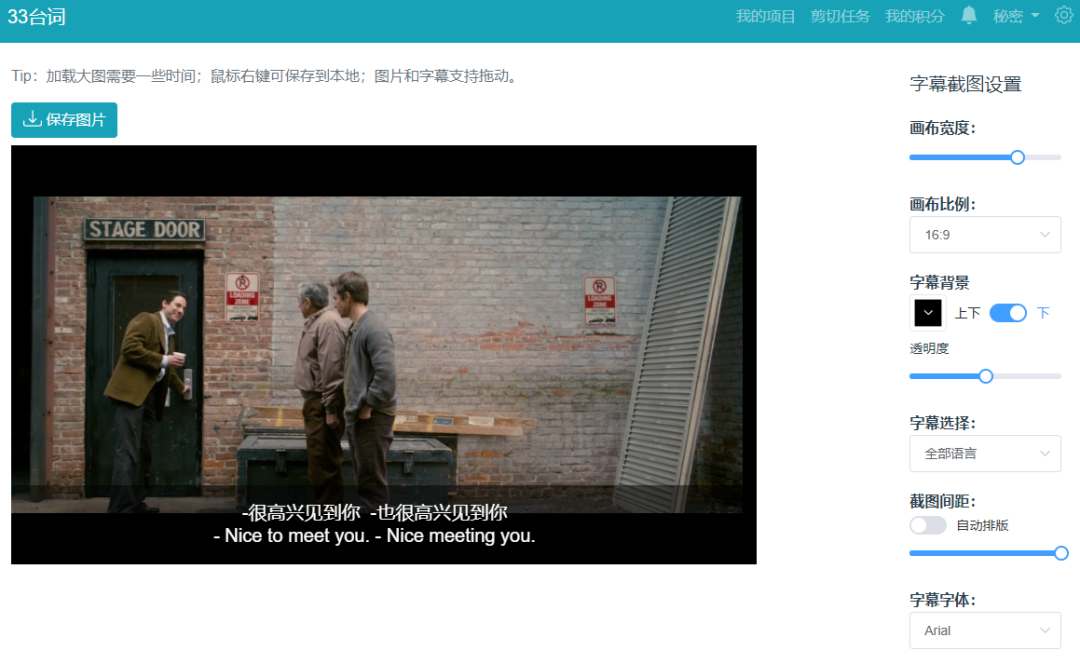 33台词
我的项目 剪切任务 我的积分 秘密
Tip：加载大图需要一些时间；鼠标右键可保存到本地；图片和字幕支持拖动。
保存图片
STAGE DOOR
R
LOADING
ZONE
R
LOADING
ZONE
-很高兴见到你 -也很高兴见到你
- Nice to meet you. - Nice meeting you.
字幕截图设置
画布宽度：
画布比例：
16:9
字幕背景
上下 下
透明度
字幕选择：
全部语言
截图间距：
自动排版
字幕字体：
Arial